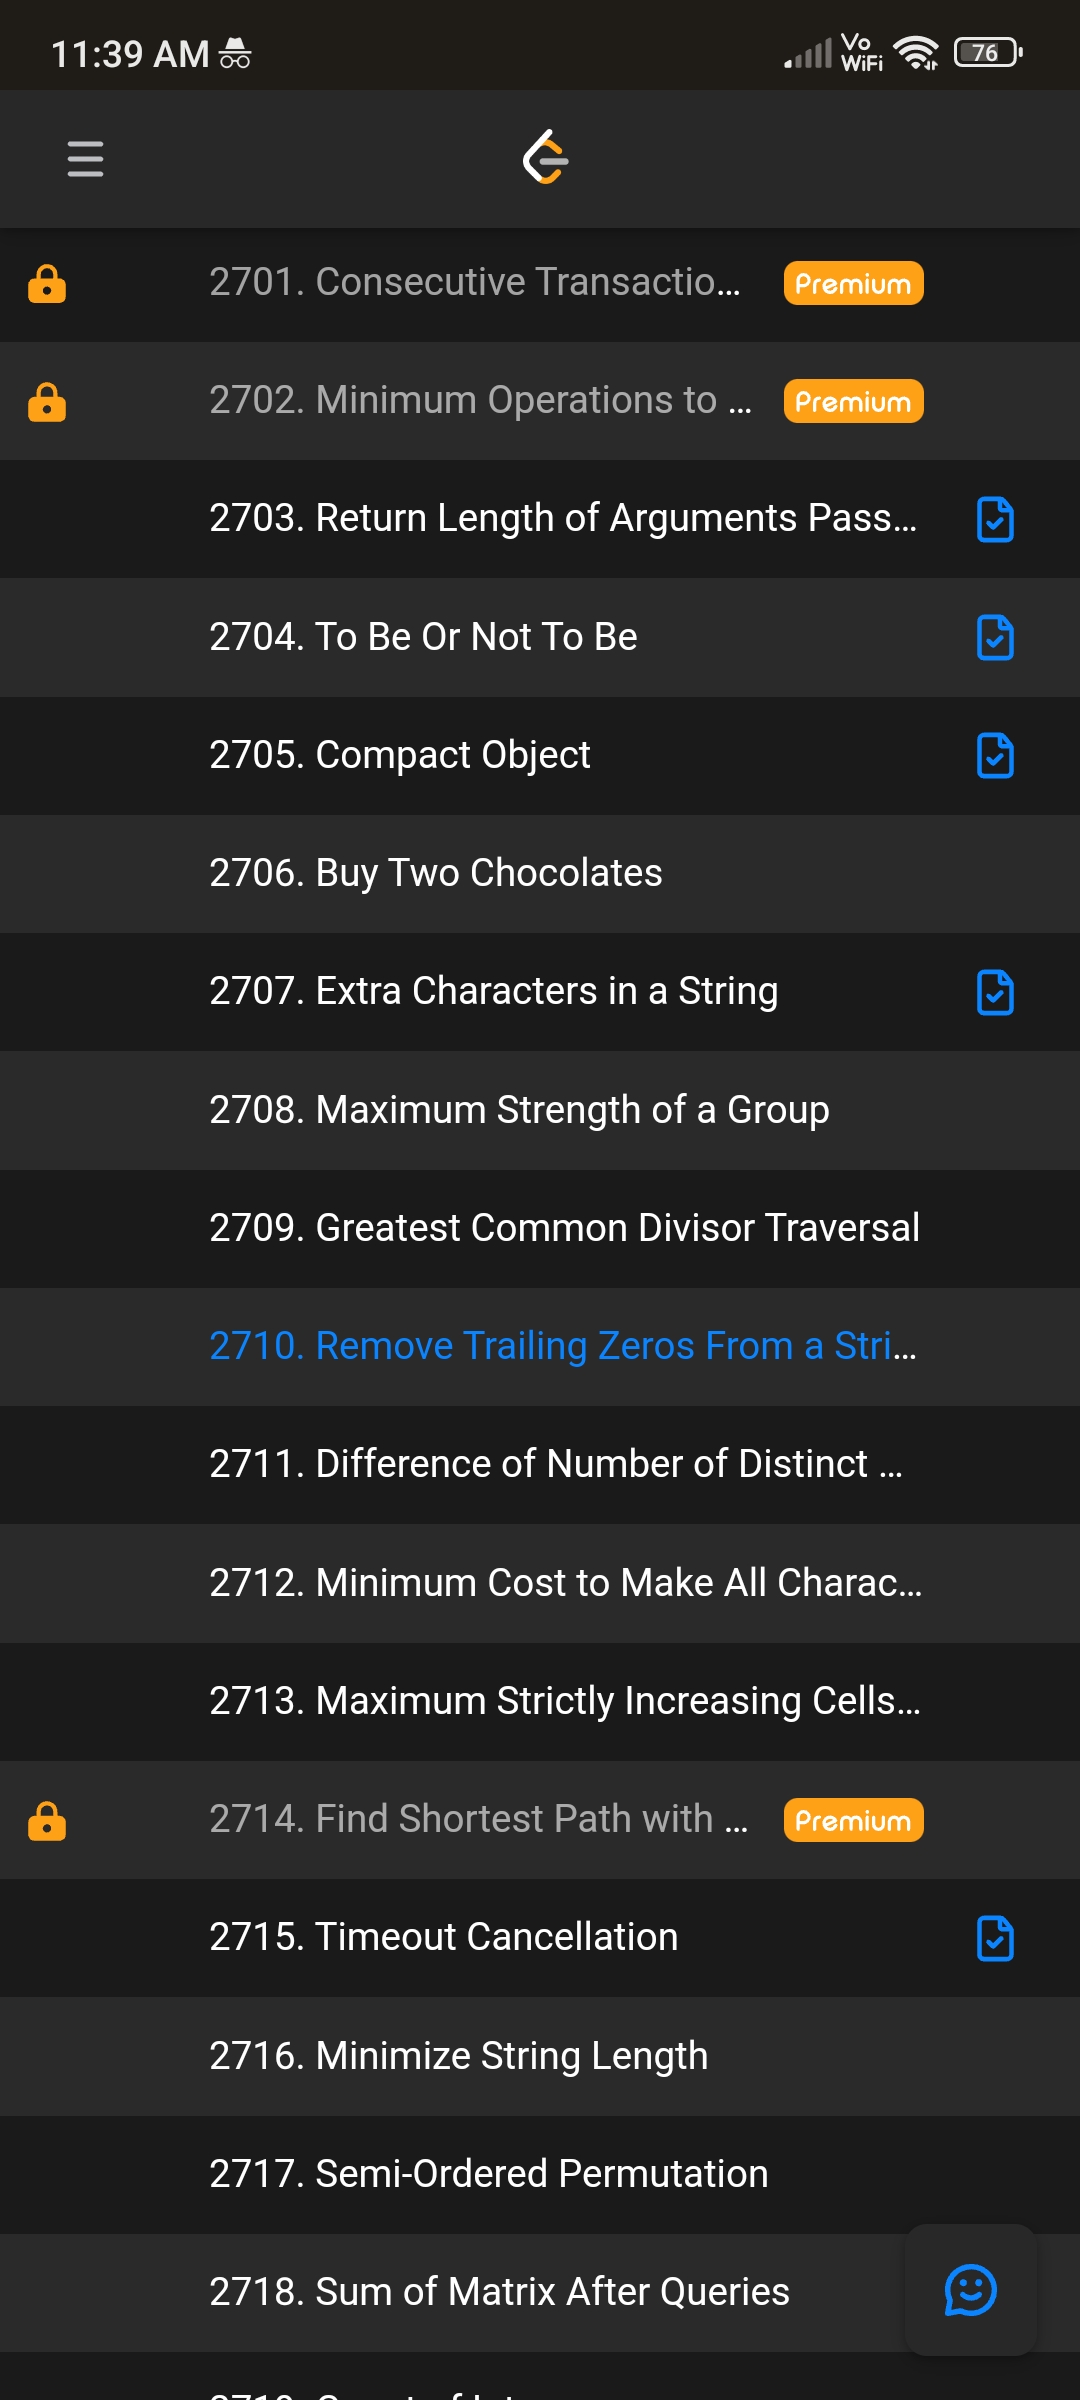 11:39 AM
Vo
WiFi
76
2701. Consecutive Transactio...
Premium
2702. Minimum Operations to ...
Premium
2703. Return Length of Arguments Pass...
2704. To Be Or Not To Be
2705. Compact Object
2706. Buy Two Chocolates
2707. Extra Characters in a String
2708. Maximum Strength of a Group
2709. Greatest Common Divisor Traversal
2710. Remove Trailing Zeros From a Stri...
2711. Difference of Number of Distinct ...
2712. Minimum Cost to Make All Charac...
2713. Maximum Strictly Increasing Cells...
2714. Find Shortest Path with ...
Premium
2715. Timeout Cancellation
2716. Minimize String Length
2717. Semi-Ordered Permutation
2718. Sum of Matrix After Queries